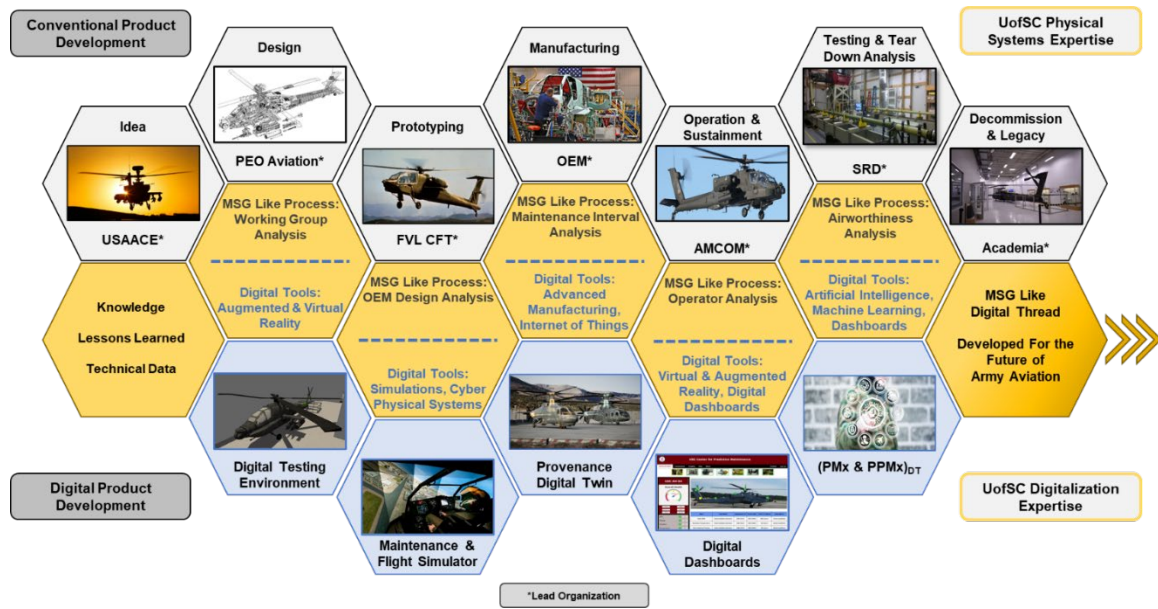 Conventional Product
Development
UofSC Physical
Systems Expertise
Idea
USAACE*
Design
PEO Aviation*
Prototyping
FVL CFT*
Manufacturing
OEM*
Operation &
Sustainment
AMCOM*
Testing & Tear
Down Analysis
SRD*
Decommission
& Legacy
Academia*
Knowledge
Lessons Learned
Technical Data
MSG Like Process:
Working Group
Analysis
Digital Tools:
Augmented & Virtual
Reality
MSG Like Process:
OEM Design Analysis
Digital Tools:
Simulations, Cyber
Physical Systems
MSG Like Process:
Maintenance Interval
Analysis
Digital Tools:
Advanced
Manufacturing,
Internet of Things
MSG Like Process:
Operator Analysis
Digital Tools:
Virtual & Augmented
Reality, Digital
Dashboards
MSG Like Process:
Airworthiness
Analysis
Digital Tools:
Artificial Intelligence,
Machine Learning,
Dashboards
MSG Like
Digital Thread
Developed For the
Future of
Army Aviation
Digital Testing
Environment
Maintenance &
Flight Simulator
Provenance
Digital Twin
Digital
Dashboards
(PMx & PPMx)DT
Digital Product
Development
UofSC Digitalization
Expertise
*Lead Organization